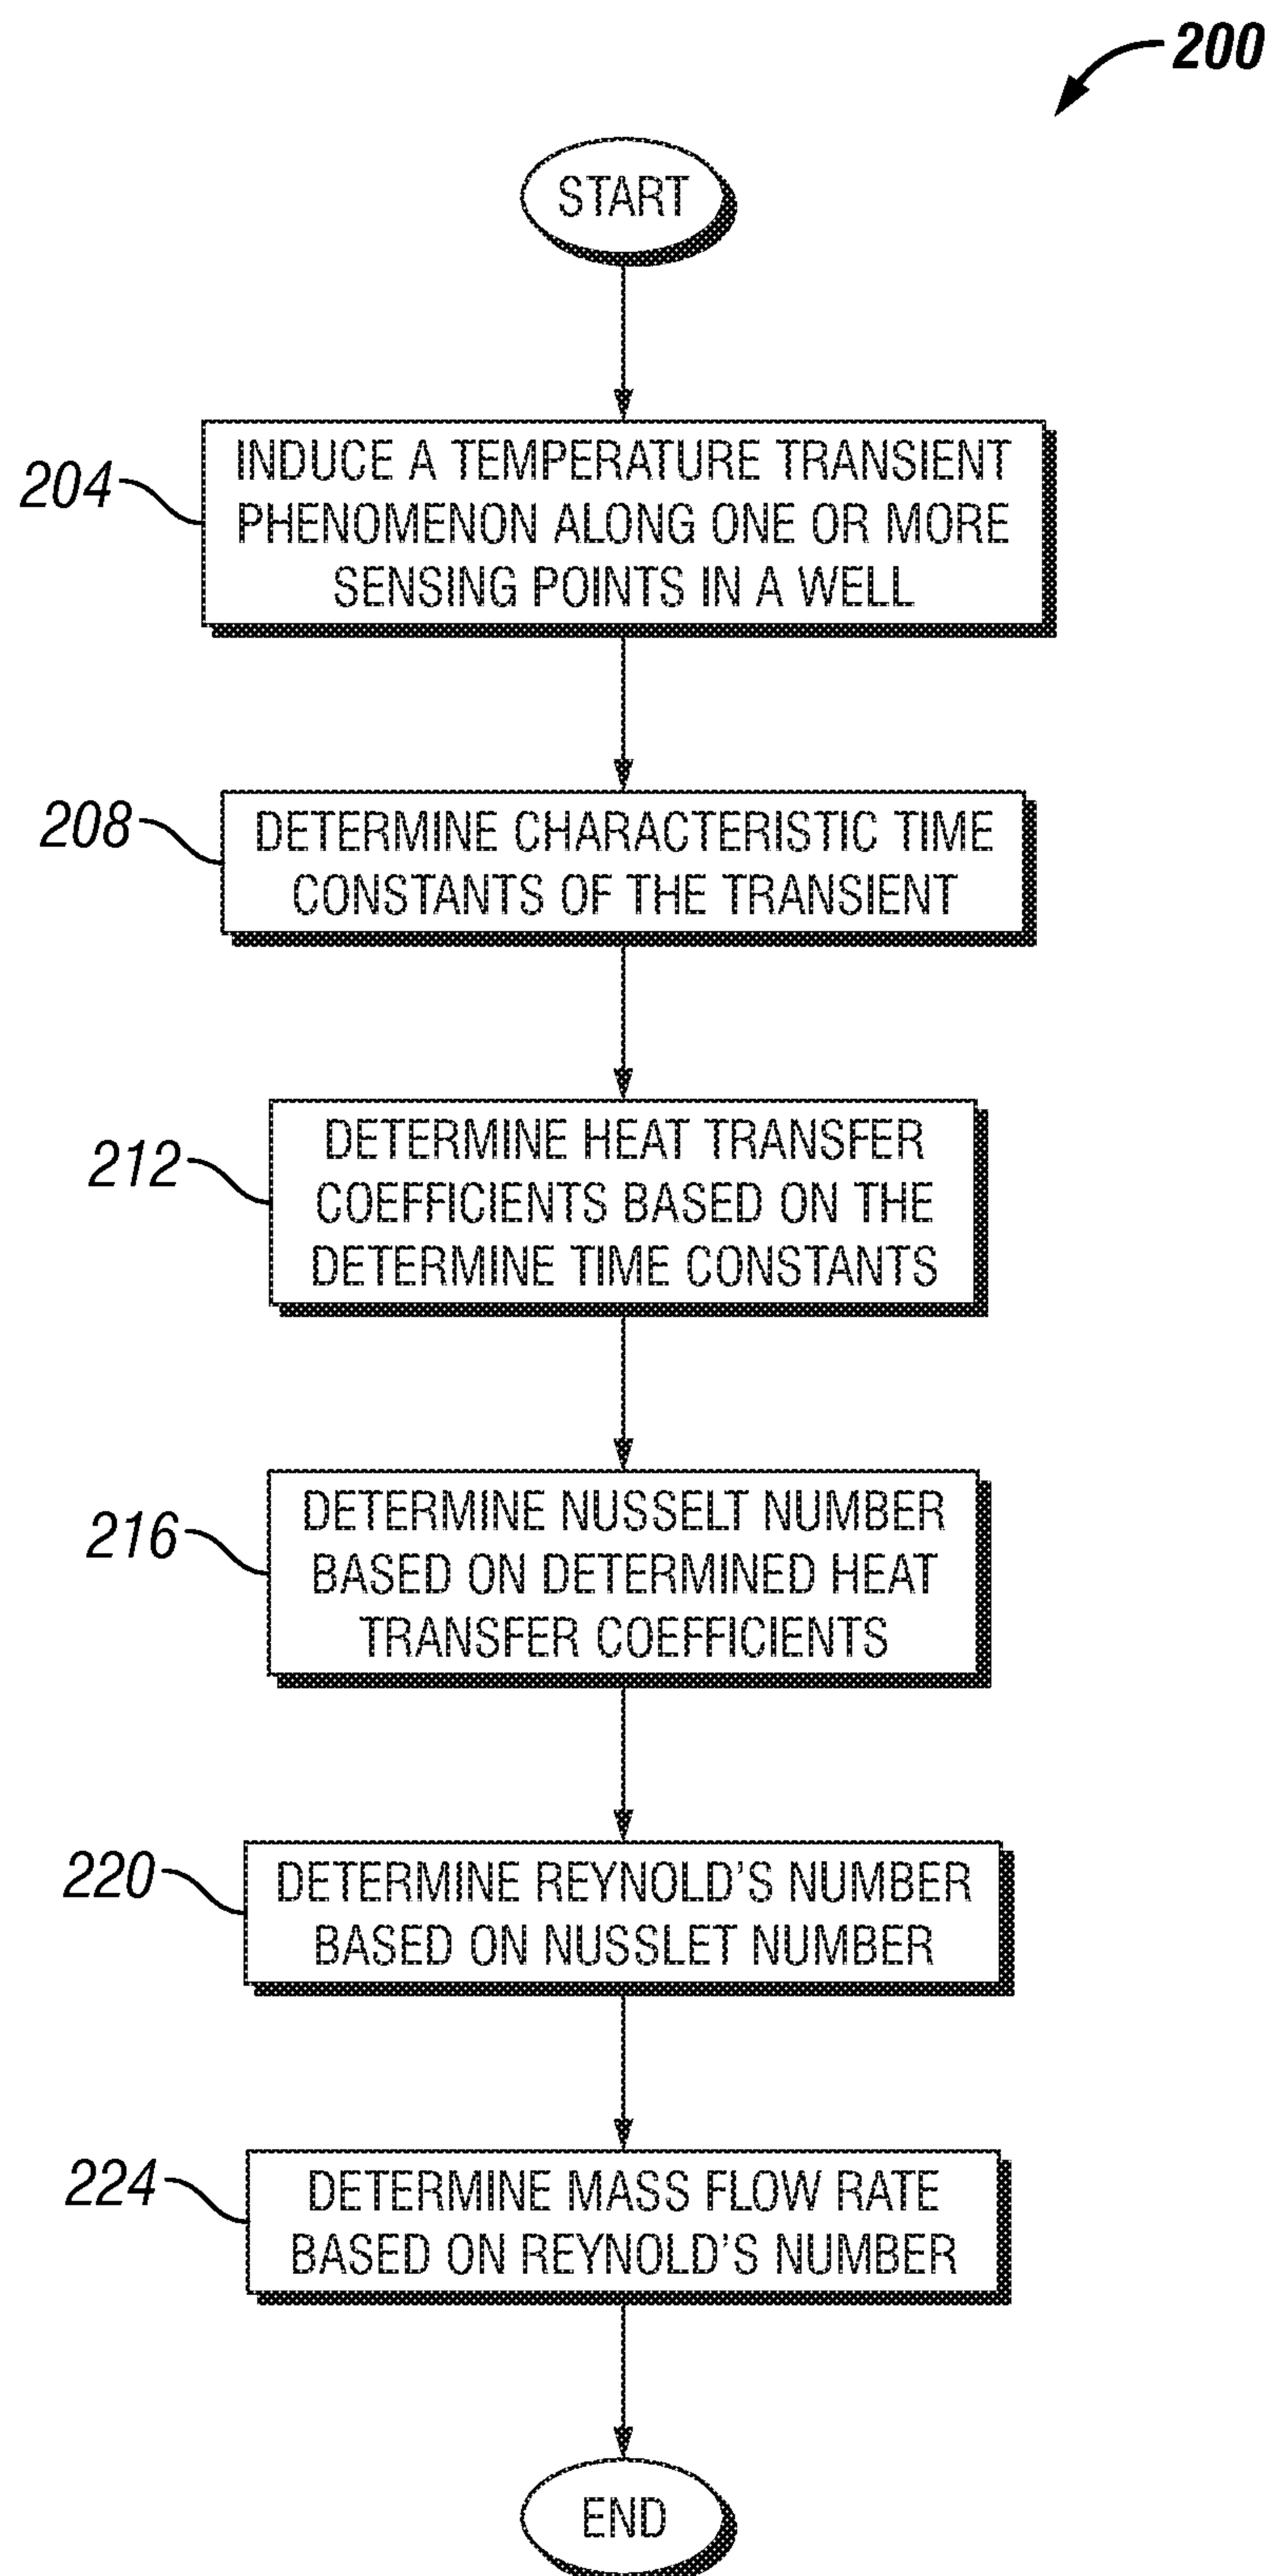 200
START
204
INDUCE A TEMPERATURE TRANSIENT
PHENOMENON ALONG ONE OR MORE
SENSING POINTS IN A WELL
208
DETERMINE CHARACTERISTIC TIME
CONSTANTS OF THE TRANSIENT
212
DETERMINE HEAT TRANSFER
COEFFICIENTS BASED ON THE
DETERMINE TIME CONSTANTS
216
DETERMINE NUSSELT NUMBER
BASED ON DETERMINED HEAT
TRANSFER COEFFICIENTS
220
DETERMINE REYNOLD'S NUMBER
BASED ON NUSSLET NUMBER
224
DETERMINE MASS FLOW RATE
BASED ON REYNOLD'S NUMBER
END